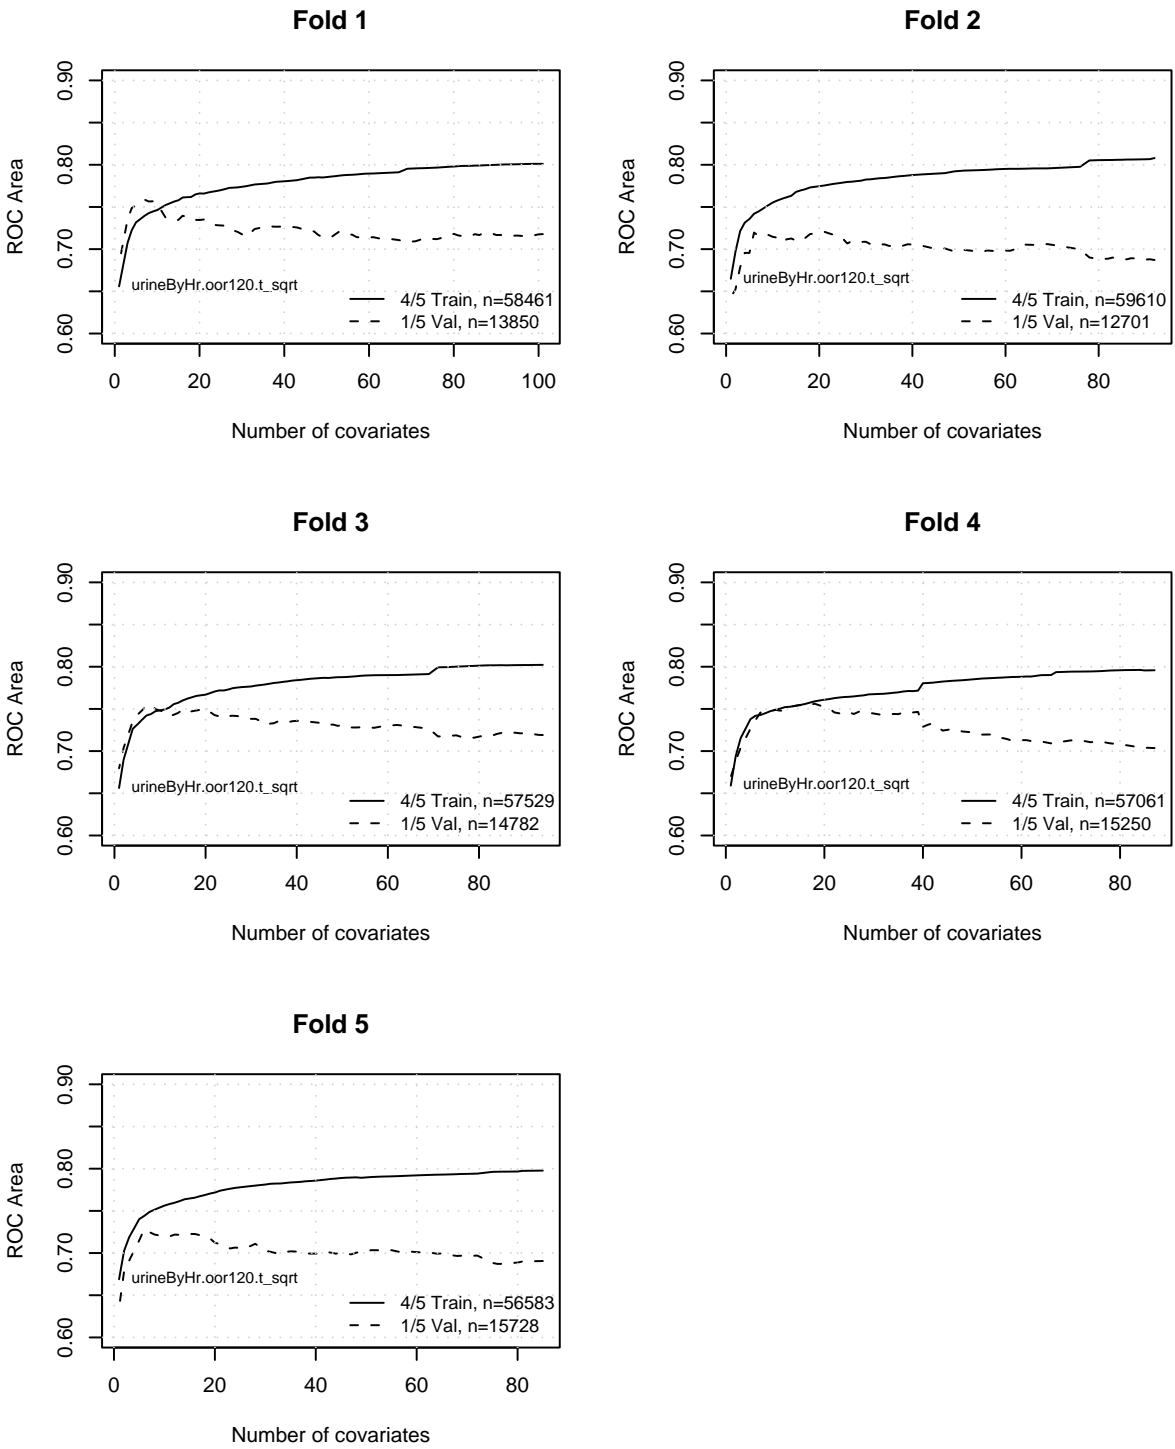 Fold 1
ROC Area
0.90
0.80
0.70
0.60
urineByHr.oor120.t_sqrt
4/5 Train, n=58461
1/5 Val, n=13850
0 20 40 60 80 100
Number of covariates
Fold 2
ROC Area
0.90
0.80
0.70
0.60
urineByHr.oor120.t_sqrt
4/5 Train, n=59610
1/5 Val, n=12701
0 20 40 60 80
Number of covariates
Fold 3
ROC Area
0.90
0.80
0.70
0.60
urineByHr.oor120.t_sqrt
4/5 Train, n=57529
1/5 Val, n=14782
0 20 40 60 80
Number of covariates
Fold 4
ROC Area
0.90
0.80
0.70
0.60
urineByHr.oor120.t_sqrt
4/5 Train, n=57061
1/5 Val, n=15250
0 20 40 60 80
Number of covariates
Fold 5
ROC Area
0.90
0.80
0.70
0.60
urineByHr.oor120.t_sqrt
4/5 Train, n=56583
1/5 Val, n=15728
0 20 40 60 80
Number of covariates